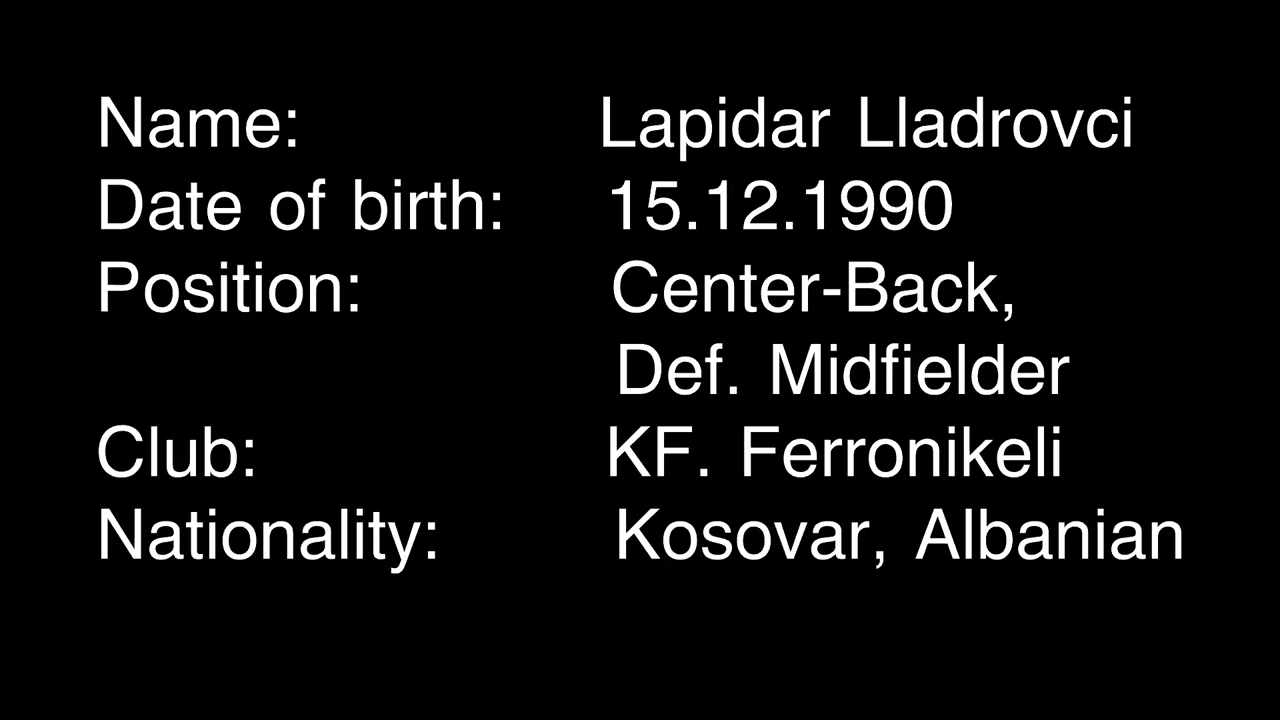 Name: Lapidar Lladrovci
Date of birth: 15.12.1990
Position: Center-Back,
Def. Midfielder
Club: KF. Ferronikeli
Nationality: Kosovar, Albanian